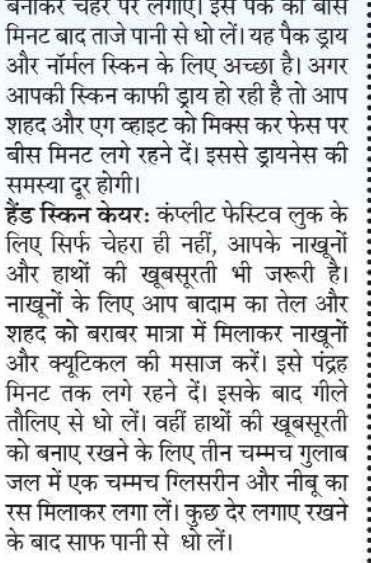 बनाकर चेहरे पर लगाएं। इस पैक को बीस
मिनट बाद ताजे पानी से धो लें। यह पैक ड्राय
और नॉर्मल स्किन के लिए अच्छा है। अगर
आपकी स्किन काफी ड्राय हो रही है तो आप
शहद और एग व्हाइट को मिक्स कर फेस पर
बीस मिनट लगे रहने दें। इससे ड्रायनेस की
समस्या दूर होगी।
हैंड स्किन केयरः कंप्लीट फेस्टिव लुक के
लिए सिर्फ चेहरा ही नहीं, आपके नाखूनों
और हाथों की खूबसूरती भी जरूरी है।
नाखूनों के लिए आप बादाम का तेल और
शहद को बराबर मात्रा में मिलाकर नाखूनों
और क्यूटिकल की मसाज करें। इसे पंद्रह
मिनट तक लगे रहने दें। इसके बाद गीले
तौलिए से धो लें। वहीं हाथों की खूबसूरती
को बनाए रखने के लिए तीन चम्मच गुलाब
जल में एक चम्मच ग्लिसरीन और नीबू का
रस मिलाकर लगा लें। कुछ देर लगाए रखने
के बाद साफ पानी से धो लें।